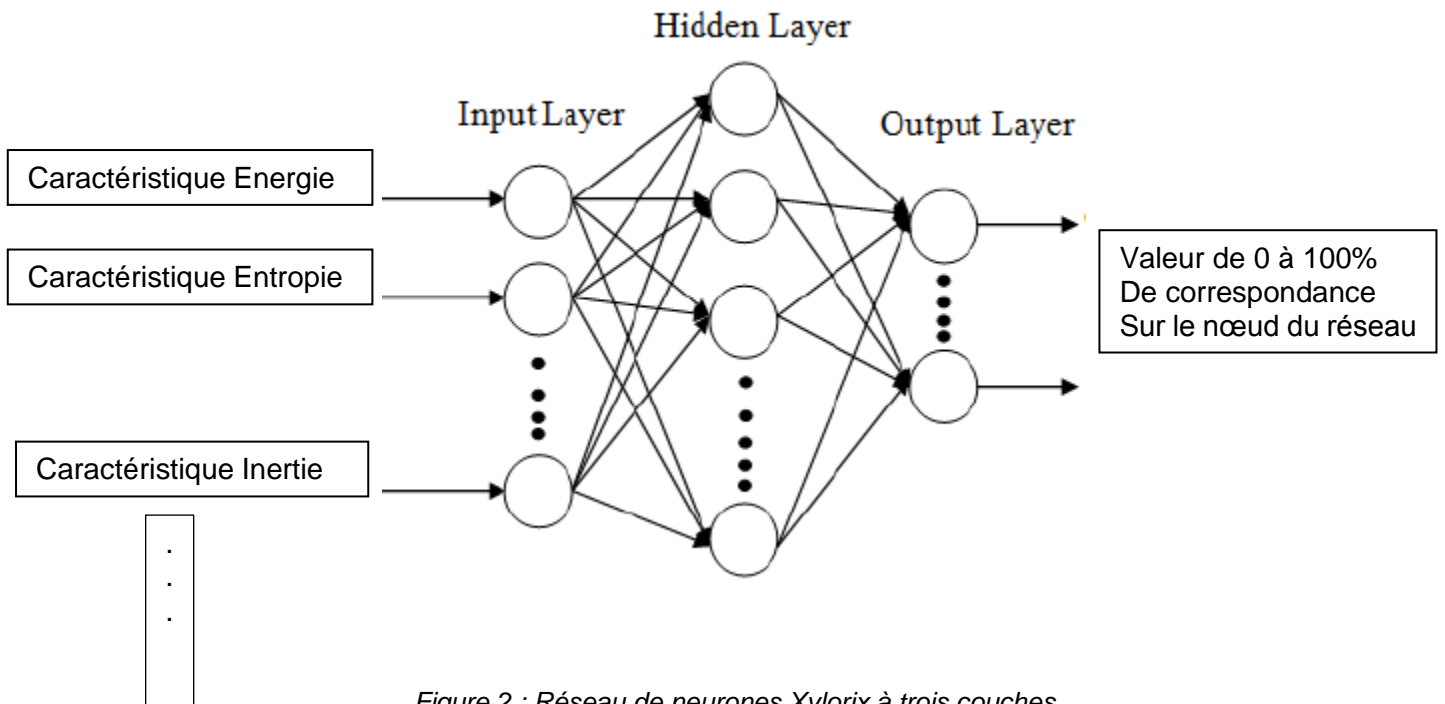 Hidden Layer
Input Layer
Output Layer
Caractéristique Energie
Caractéristique Entropie
Caractéristique Inertie
.
.
.
Valeur de 0 à 100%
De correspondance
Sur le nœud du réseau
Figure 2 : Réseau de neurones Xylorix à trois couches